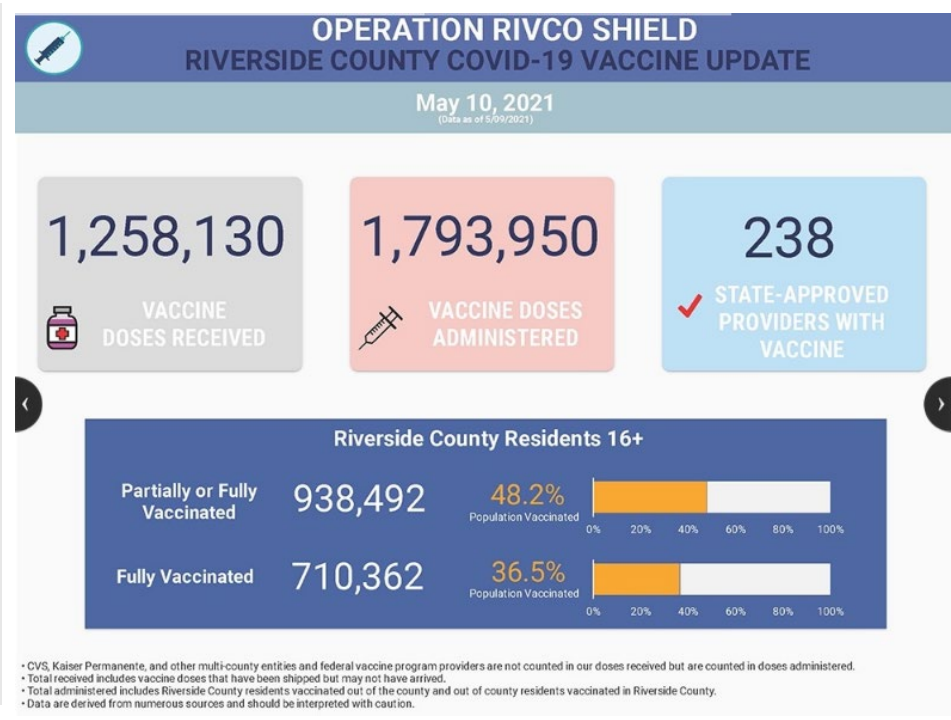 OPERATION RIVCO SHIELD
RIVERSIDE COUNTY COVID-19 VACCINE UPDATE
May 10, 2021
(Data as of 5/09/2021)
1,258,130
VACCINE
DOSES RECEIVED
1,793,950
VACCINE DOSES
ADMINISTERED
238
STATE-APPROVED
PROVIDERS WITH
VACCINE
Riverside County Residents 16+
Partially or Fully
Vaccinated
938,492
48.2%
Population Vaccinated
0% 20% 40% 60% 80% 100%
Fully Vaccinated
710,362
36.5%
Population Vaccinated
0% 20% 40% 60% 80% 100%
• CVS, Kaiser Permanente, and other multi-county entities and federal vaccine program providers are not counted in our doses received but are counted in doses administered.
• Total received includes vaccine doses that have been shipped but may not have arrived.
• Total administered includes Riverside County residents vaccinated out of the county and out of county residents vaccinated in Riverside County.
• Data are derived from numerous sources and should be interpreted with caution.